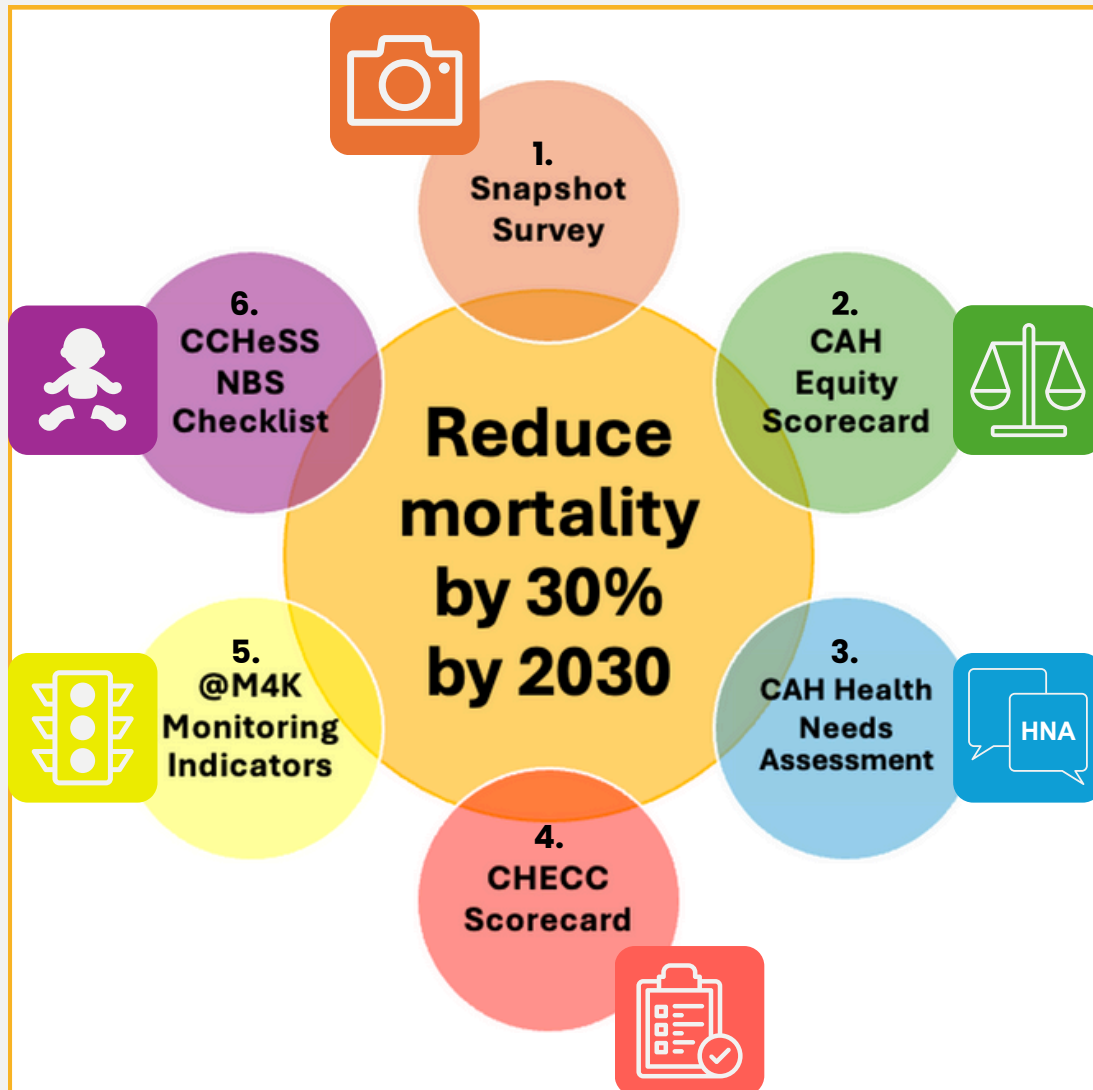 1.
Snapshot
Survey
2.
CAH
Equity
Scorecard
3.
CAH Health
Needs
Assessment
HNA
4.
CHECC
Scorecard
5.
@M4K
Monitoring
Indicators
6.
CCHeSS
NBS
Checklist
Reduce
mortality
by 30%
by 2030